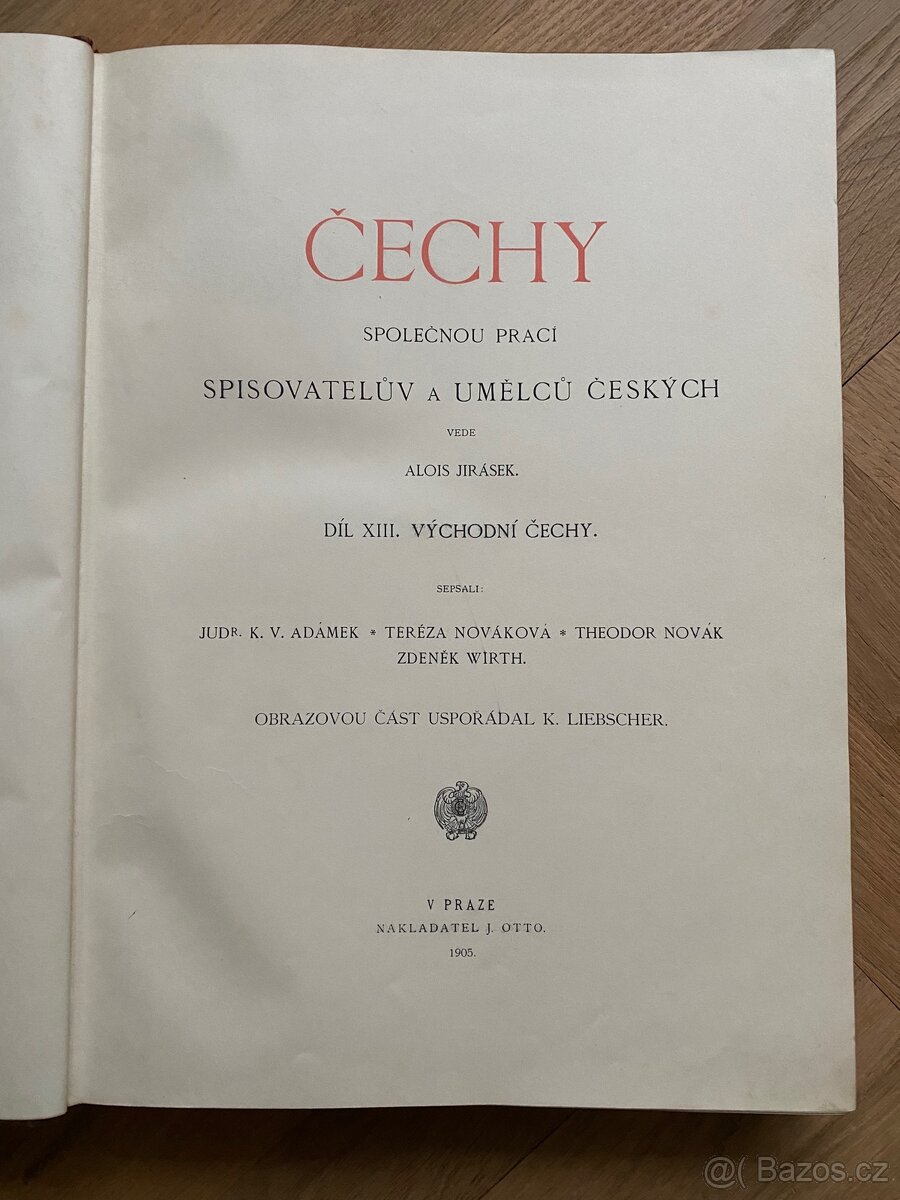 ČECHY
SPOLEČNOU PRACÍ
SPISOVATELŮV A UMĚLCŮ ČESKÝCH
VEDE
ALOIS JIRÁSEK.
DÍL XIII. VÝCHODNÍ ČECHY.
SEPSALI:
JUDR. K. V. ADÁMEK * TERÉZA NOVÁKOVÁ * THEODOR NOVÁK
ZDENĚK WIRTH.
OBRAZOVOU ČÁST USPOŘÁDAL K. LIEBSCHER.
V PRAZE
NAKLADATEL J. OTTO.
1905.
@( Bazos.cz